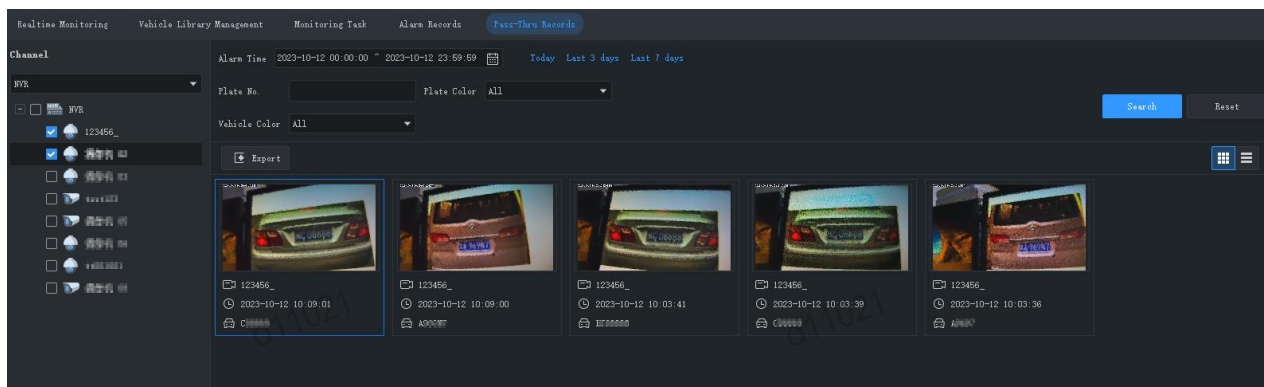 Realtime Monitoring Vehicle Library Management Monitoring Task Alarm Records Pass-Thru Records
Channel
NVR
NVR
123456_
Alarm Time 2023-10-12 00:00:00 ~ 2023-10-12 23:59:59 Today Last 3 days Last 7 days
Plate No. Plate Color All
Search Reset
Vehicle Color All
Export
123456_ 123456_ 123456_ 123456_ 123456_
2023-10-12 10:09:01 2023-10-12 10:09:00 2023-10-12 10:03:41 2023-10-12 10:03:39 2023-10-12 10:03:36